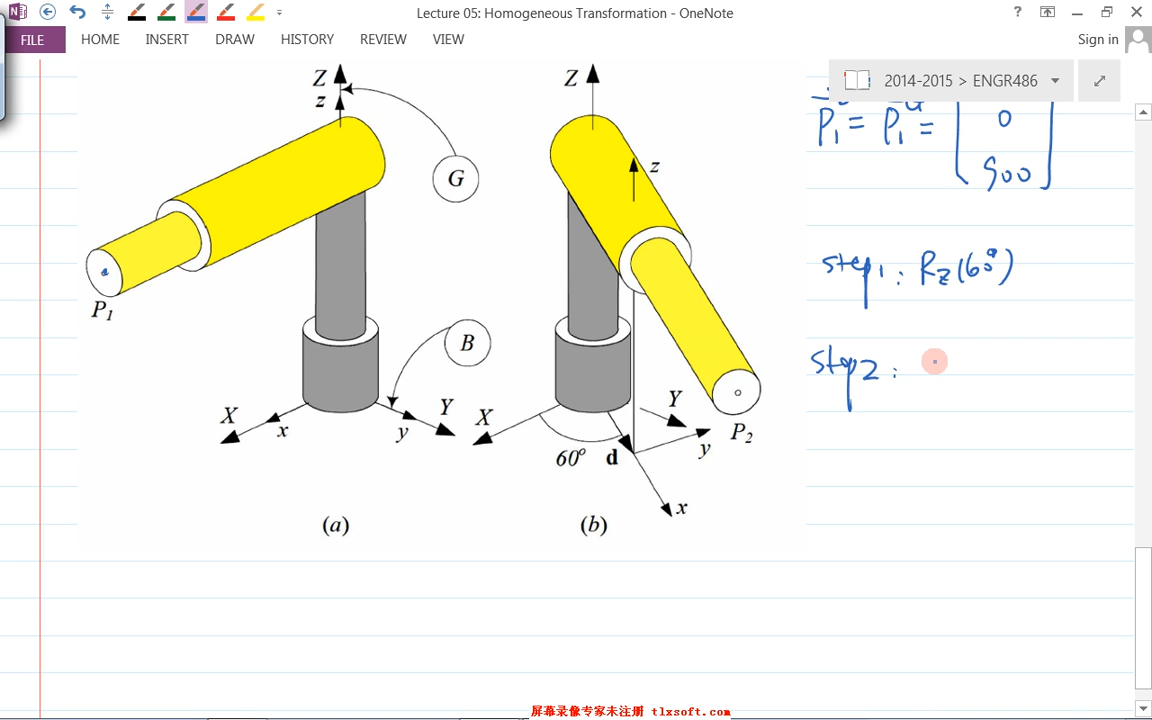 Lecture 05: Homogeneous Transformation - OneNote
?
FILE HOME INSERT DRAW HISTORY REVIEW VIEW
Sign in
2014-2015 > ENGR486
Z
z
G
P1
B
X
x
Y
y
(a)
Z
z
X
Y
60°
d
y
P2
x
(b)
P1 = P1 =
0
900
step1 : Rz(60°)
step2 :
屏幕录像专家未注册 tlxsoft.com